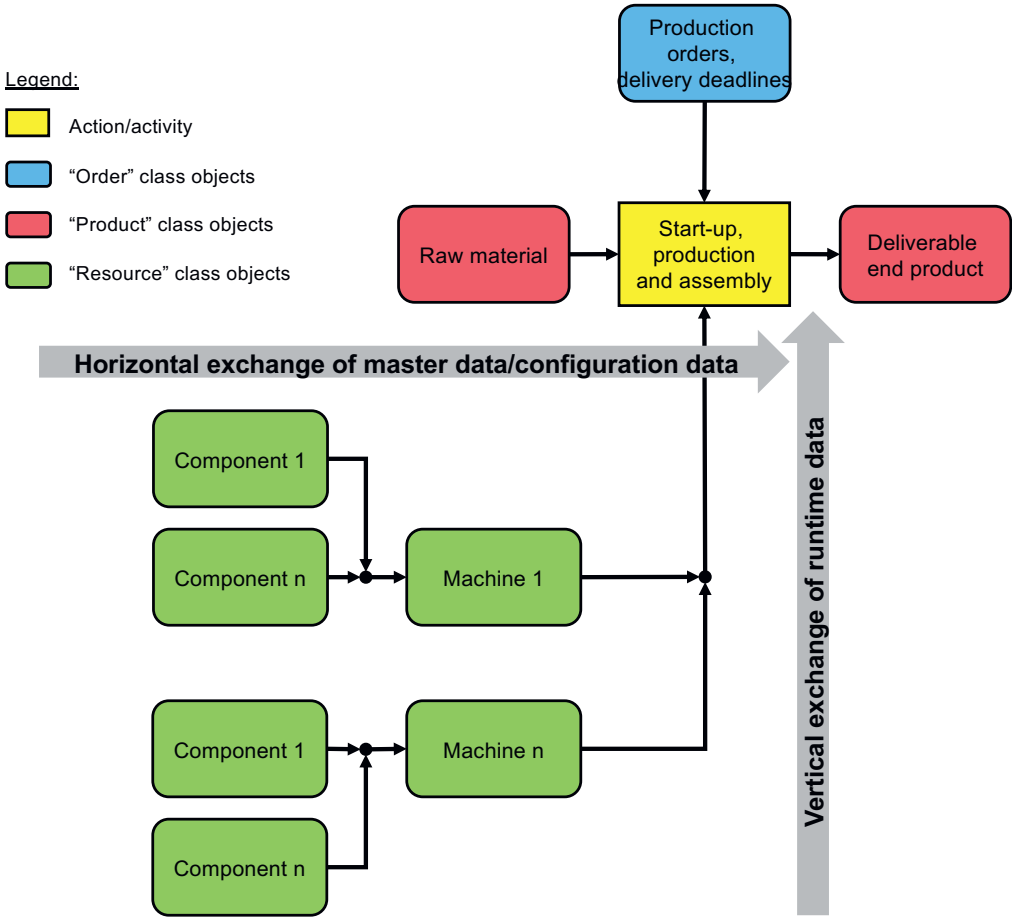 Production
orders,
delivery deadlines
Legend:
Action/activity
“Order” class objects
“Product” class objects
“Resource” class objects
Raw material
Start-up,
production
and assembly
Deliverable
end product
Horizontal exchange of master data/configuration data
Vertical exchange of runtime data
Component 1
Component n
Machine 1
Component 1
Machine n
Component n